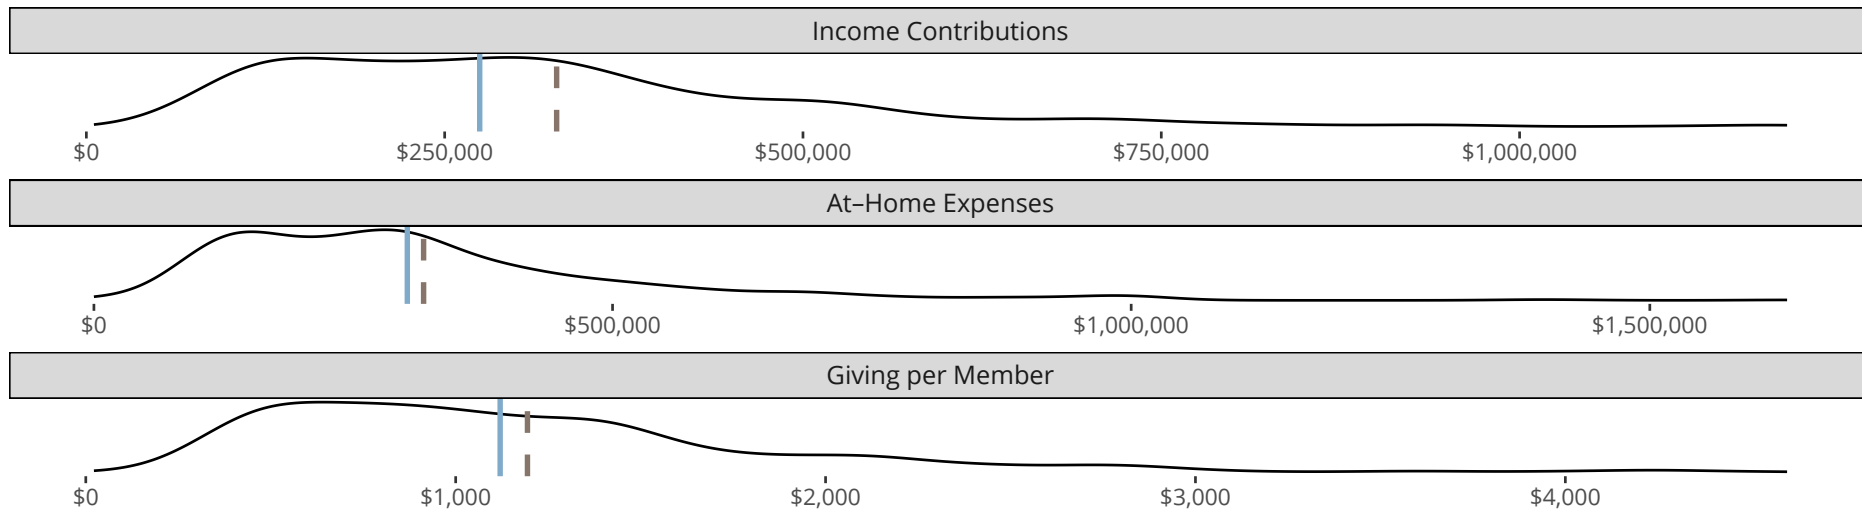 Income Contributions
$0 $250,000 $500,000 $750,000 $1,000,000
At–Home Expenses
$0 $500,000 $1,000,000 $1,500,000
Giving per Member
$0 $1,000 $2,000 $3,000 $4,000